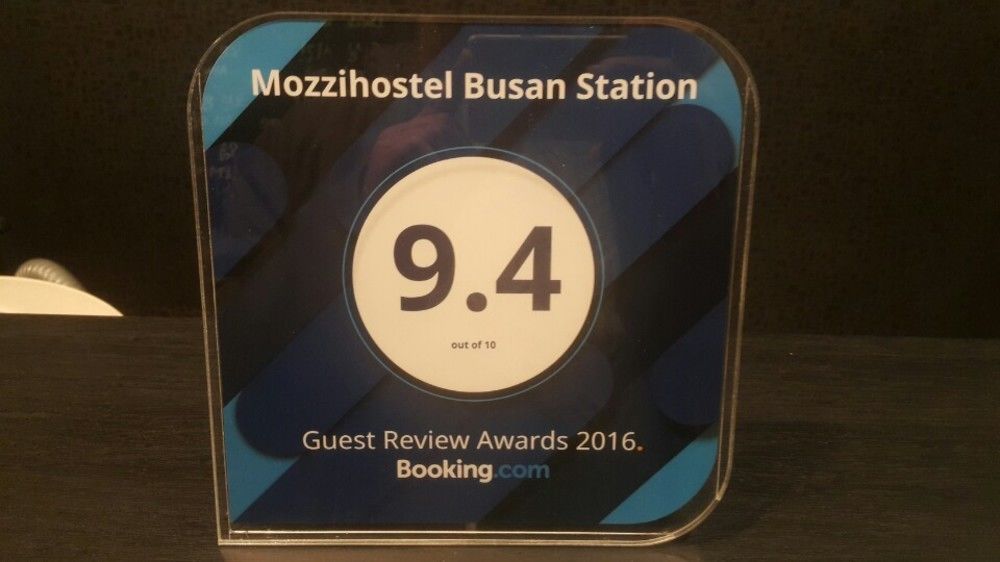 Mozzihostel Busan Station
9.4
out of 10
Guest Review Awards 2016.
Booking.com